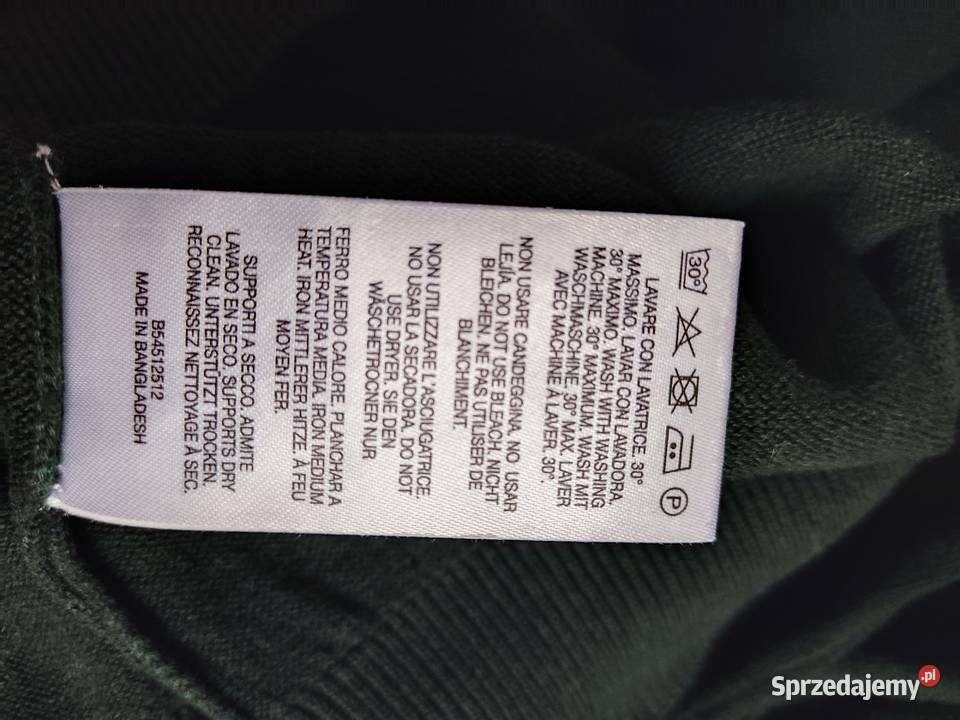 30°
P
LAVARE CON LAVATRICE. 30°
MASSIMO. LAVAR CON LAVADORA.
30° MAXIMO. WASH WITH WASHING
MACHINE. 30° MAXIMUM. WASH MIT
WASCHMASCHINE. 30° MAX. LAVER
AVEC MACHINE À LAVER. 30°.
NON USARE CANDEGGINA. NO USAR
LEJÍA. DO NOT USE BLEACH. NICHT
BLEICHEN. NE PAS UTILISER DE
BLANCHIMENT.
NON UTILIZZARE L'ASCIUGATRICE.
NO USAR LA SECADORA. DO NOT
USE DRYER. SIE DEN
WÄSCHETROCRNER NUR
FERRO MEDIO CALORE. PLANCHAR A
TEMPERATURA MEDIA. IRON MEDIUM
HEAT. IRON MITTLERER HITZE. À FEU
MOYEN FER.
SUPPORTI A SECCO. ADMITE
LAVADO EN SECO. SUPPORTS DRY
CLEAN. UNTERSTÜTZT TROCKEN.
RECONNAISSEZ NETTOYAGE À SEC.
B54512512
MADE IN BANGLADESH
Sprzedajemy.pl